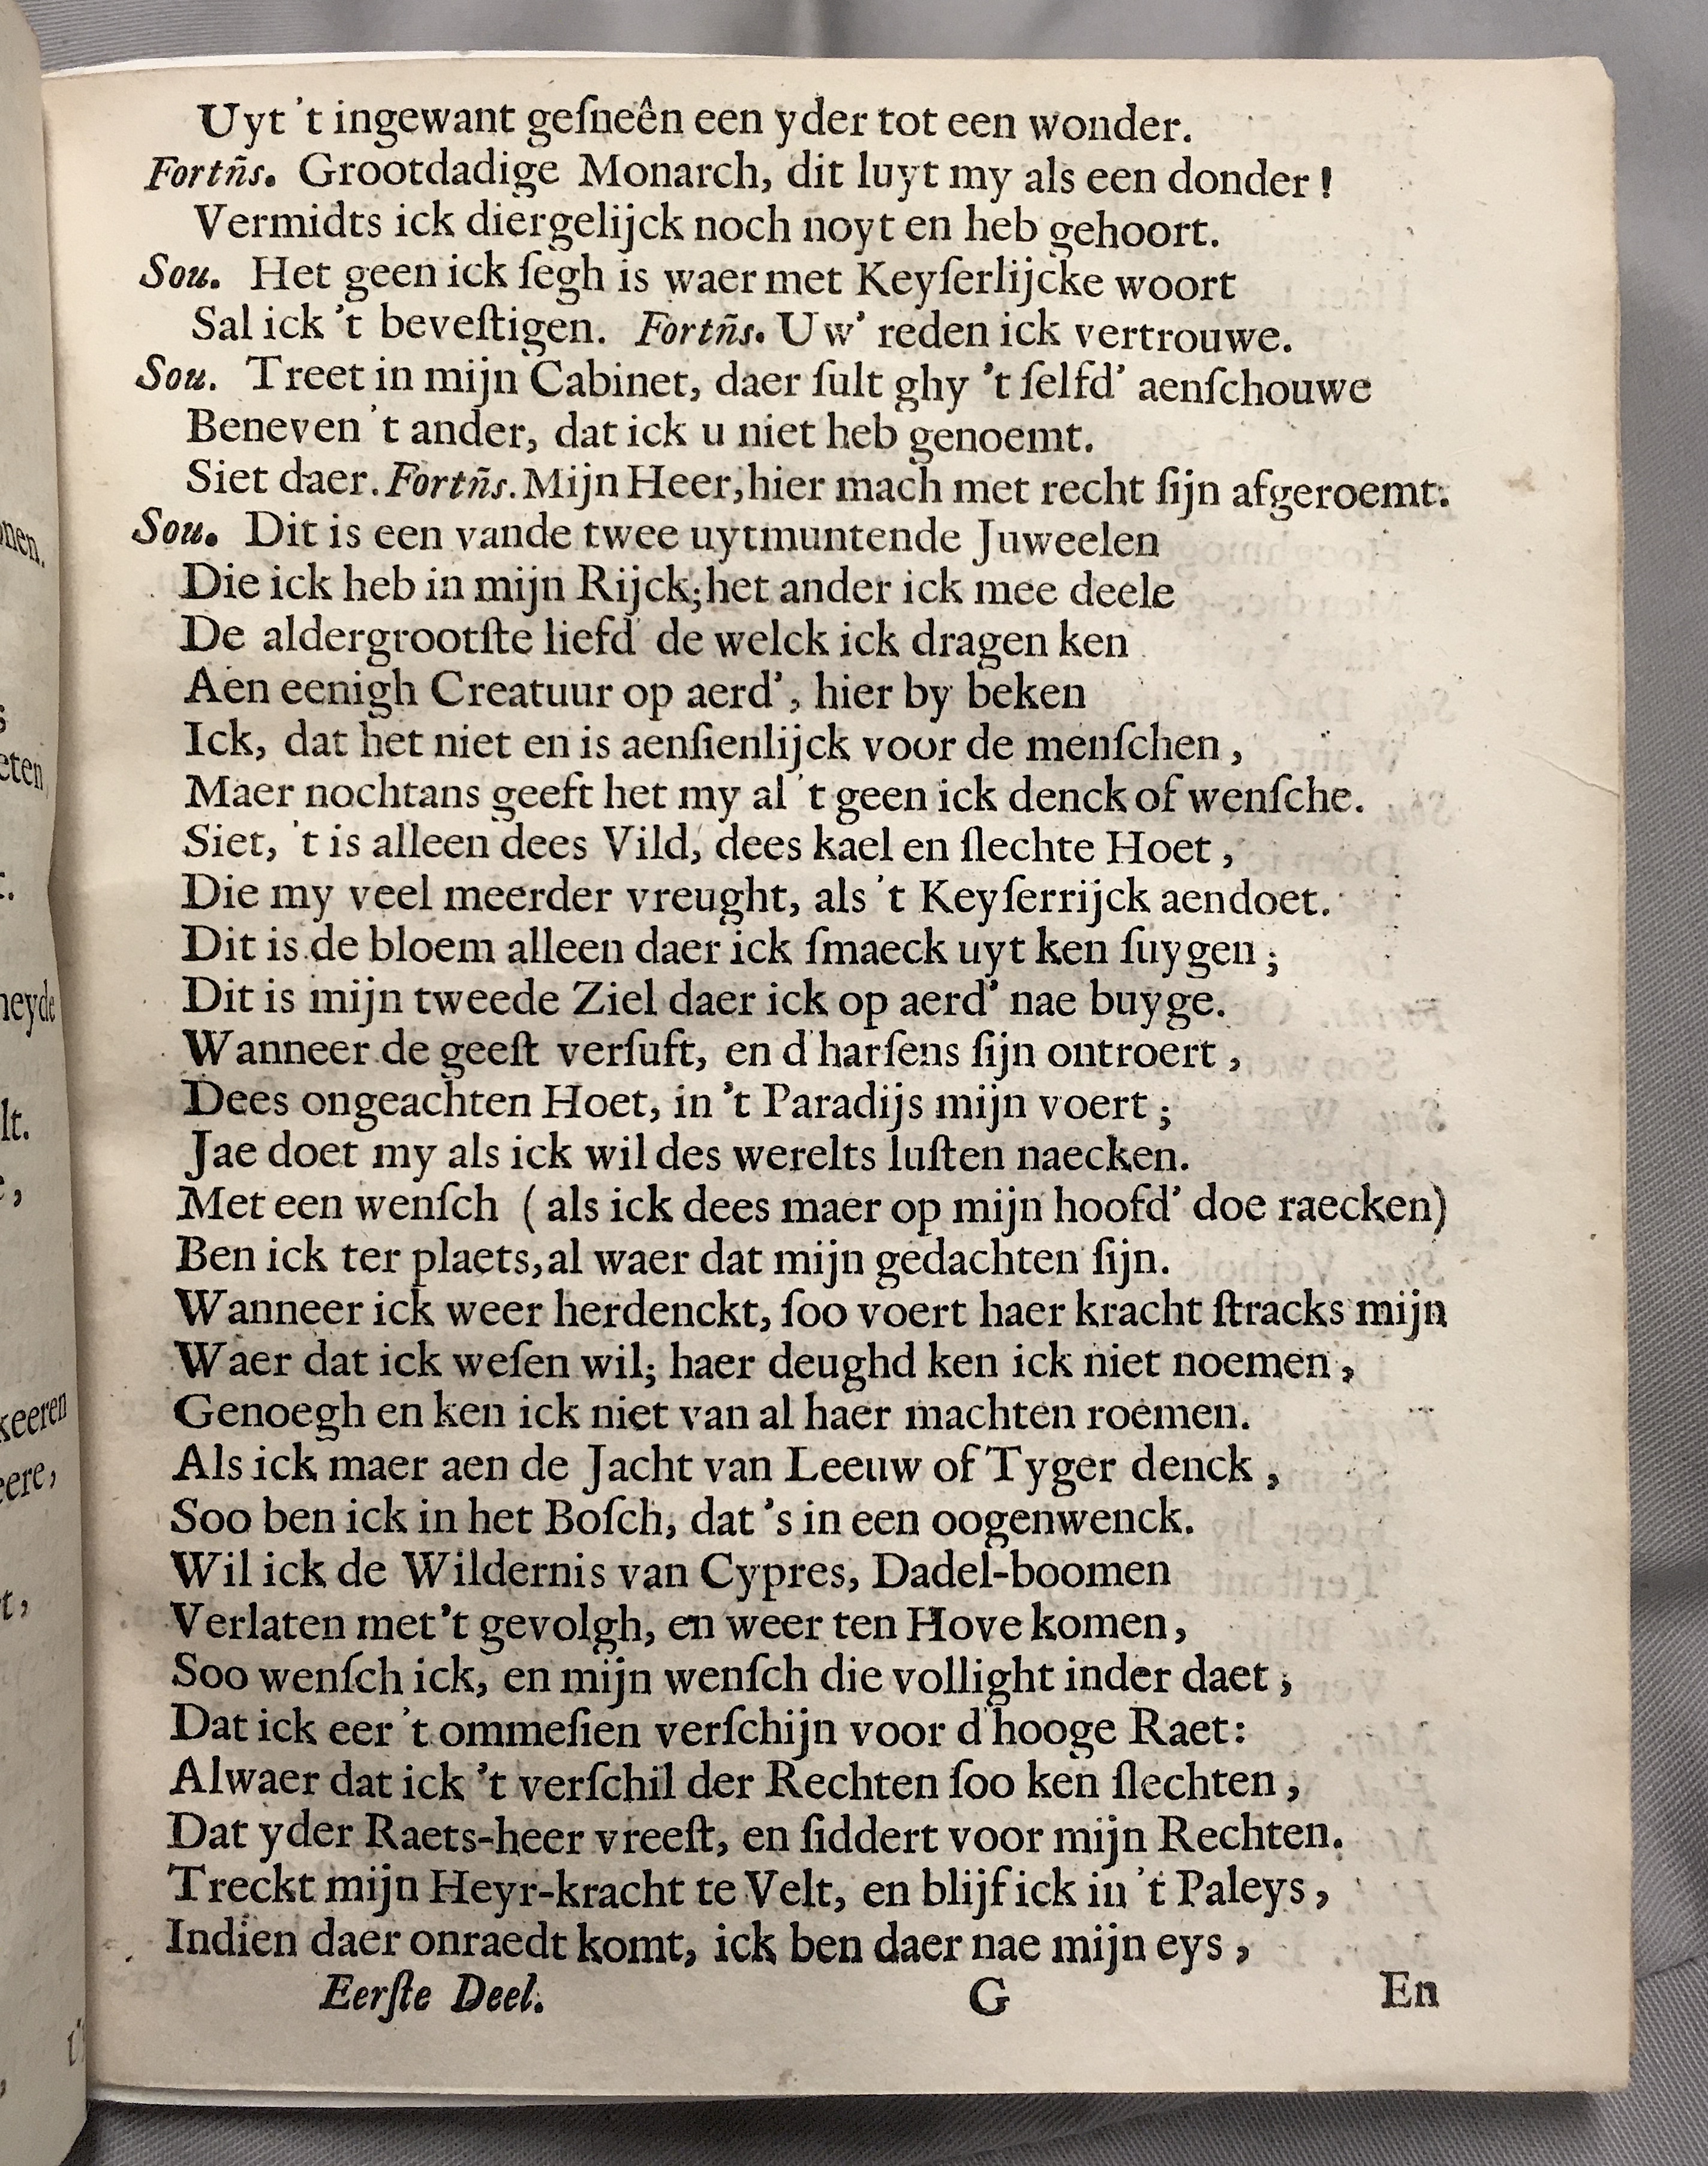 Uyt 't ingewant geſneên een yder tot een wonder.
Fortñs. Grootdadige Monarch, dit luyt my als een donder!
Vermidts ick diergelijck noch noyt en heb gehoort.
Sou. Het geen ick ſegh is waer met Keyſerlijcke woort
Sal ick 't beveſtigen. Fortñs. Uw' reden ick vertrouwe.
Sou. Treet in mijn Cabinet, daer ſult ghy 't ſelfd' aenſchouwe
Beneven 't ander, dat ick u niet heb genoemt.
Siet daer. Fortñs. Mijn Heer, hier mach met recht ſijn afgeroemt.
Sou. Dit is een vande twee uytmuntende Juweelen
Die ick heb in mijn Rijck; het ander ick mee deele
De aldergrootſte liefd' de welck ick dragen ken
Aen eenigh Creatuur op aerd', hier by beken
Ick, dat het niet en is aenſienlijck voor de menſchen,
Maer nochtans geeft het my al 't geen ick denck of wenſche.
Siet, 't is alleen dees Vild, dees kael en ſlechte Hoet,
Die my veel meerder vreught, als 't Keyſerrijck aendoet.
Dit is de bloem alleen daer ick ſmaeck uyt ken ſuygen;
Dit is mijn tweede Ziel daer ick op aerd' nae buyge.
Wanneer de geeſt verſuft, en d'harſens ſijn ontroert,
Dees ongeachten Hoet, in 't Paradijs mijn voert;
Jae doet my als ick wil des werelts luſten naecken.
Met een wenſch (als ick dees maer op mijn hoofd' doe raecken)
Ben ick ter plaets, al waer dat mijn gedachten ſijn.
Wanneer ick weer herdenckt, ſoo voert haer kracht ſtracks mijn
Waer dat ick weſen wil; haer deughd ken ick niet noemen,
Genoegh en ken ick niet van al haer machten roemen.
Als ick maer aen de Jacht van Leeuw of Tyger denck,
Soo ben ick in het Boſch, dat 's in een oogenwenck.
Wil ick de Wildernis van Cypres, Dadel-boomen
Verlaten met 't gevolgh, en weer ten Hove komen,
Soo wenſch ick, en mijn wenſch die vollight inder daet;
Dat ick eer 't ommeſien verſchijn voor d'hooge Raet:
Alwaer dat ick 't verſchil der Rechten ſoo ken ſlechten,
Dat yder Raets-heer vreeſt, en ſiddert voor mijn Rechten.
Treckt mijn Heyr-kracht te Velt, en blijf ick in 't Paleys,
Indien daer onraedt komt, ick ben daer nae mijn eys,
Eerſte Deel. G En